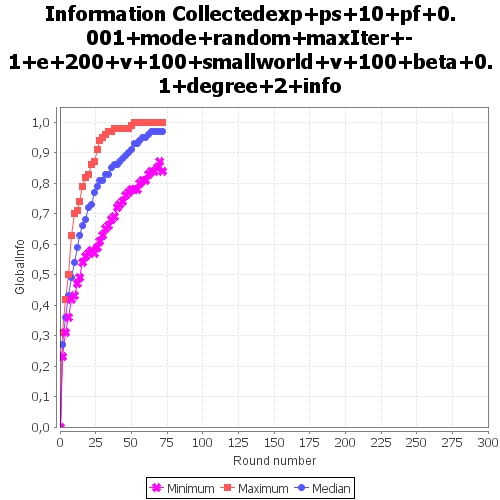 Information Collectedexp+ps+10+pf+0.
001+mode+random+maxIter+-
1+e+200+v+100+smallworld+v+100+beta+0.
1+degree+2+info
GlobalInfo
1,0
0,9
0,8
0,7
0,6
0,5
0,4
0,3
0,2
0,1
0,0
0 25 50 75 100 125 150 175 200 225 250 275 300
Round number
Minimum Maximum Median